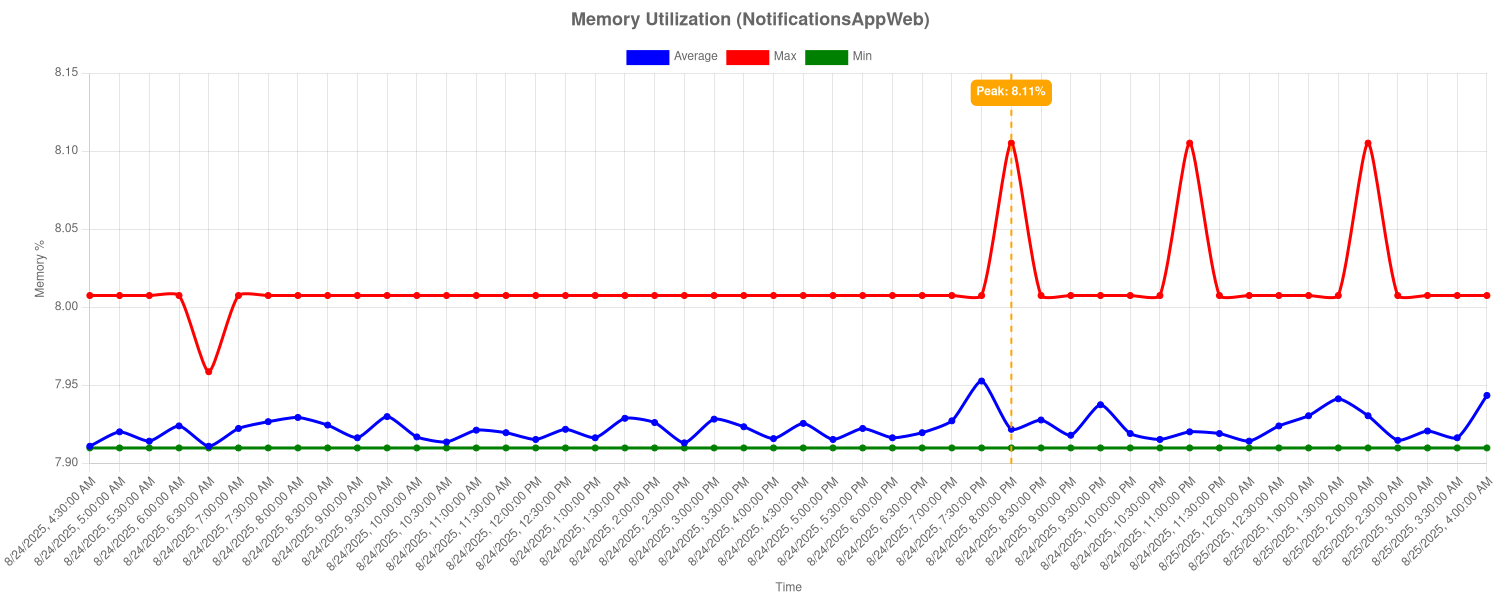 Memory Utilization (NotificationsAppWeb)
Average Max Min
Peak: 8.11%
8.15
8.10
8.05
8.00
7.95
7.90
Memory %
8/24/2025, 4:30:00 AM
8/24/2025, 5:00:00 AM
8/24/2025, 5:30:00 AM
8/24/2025, 6:00:00 AM
8/24/2025, 6:30:00 AM
8/24/2025, 7:00:00 AM
8/24/2025, 7:30:00 AM
8/24/2025, 8:00:00 AM
8/24/2025, 8:30:00 AM
8/24/2025, 9:00:00 AM
8/24/2025, 9:30:00 AM
8/24/2025, 10:00:00 AM
8/24/2025, 10:30:00 AM
8/24/2025, 11:00:00 AM
8/24/2025, 11:30:00 AM
8/24/2025, 12:00:00 PM
8/24/2025, 12:30:00 PM
8/24/2025, 1:00:00 PM
8/24/2025, 1:30:00 PM
8/24/2025, 2:00:00 PM
8/24/2025, 2:30:00 PM
8/24/2025, 3:00:00 PM
8/24/2025, 3:30:00 PM
8/24/2025, 4:00:00 PM
8/24/2025, 4:30:00 PM
8/24/2025, 5:00:00 PM
8/24/2025, 5:30:00 PM
8/24/2025, 6:00:00 PM
8/24/2025, 6:30:00 PM
8/24/2025, 7:00:00 PM
8/24/2025, 7:30:00 PM
8/24/2025, 8:00:00 PM
8/24/2025, 8:30:00 PM
8/24/2025, 9:00:00 PM
8/24/2025, 9:30:00 PM
8/24/2025, 10:00:00 PM
8/24/2025, 10:30:00 PM
8/24/2025, 11:00:00 PM
8/24/2025, 11:30:00 PM
8/25/2025, 12:00:00 AM
8/25/2025, 12:30:00 AM
8/25/2025, 1:00:00 AM
8/25/2025, 1:30:00 AM
8/25/2025, 2:00:00 AM
8/25/2025, 2:30:00 AM
8/25/2025, 3:00:00 AM
8/25/2025, 3:30:00 AM
8/25/2025, 4:00:00 AM
Time